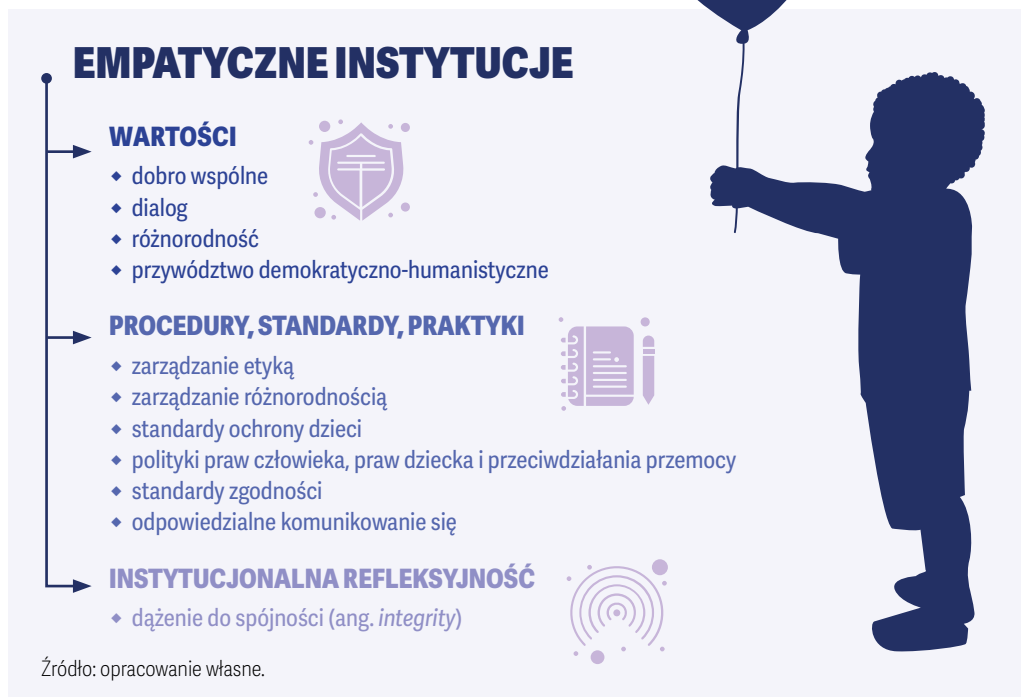 EMPATYCZNE INSTYTUCJE
WARTOŚCI
dobro wspólne
dialog
różnorodność
przywództwo demokratyczno-humanistyczne
PROCEDURY, STANDARDY, PRAKTYKI
zarządzanie etyką
zarządzanie różnorodnością
standardy ochrony dzieci
polityki praw człowieka, praw dziecka i przeciwdziałania przemocy
standardy zgodności
odpowiedzialne komunikowanie się
INSTYTUCJONALNA REFLEKSYJNOŚĆ
dążenie do spójności (ang. integrity)
Źródło: opracowanie własne.